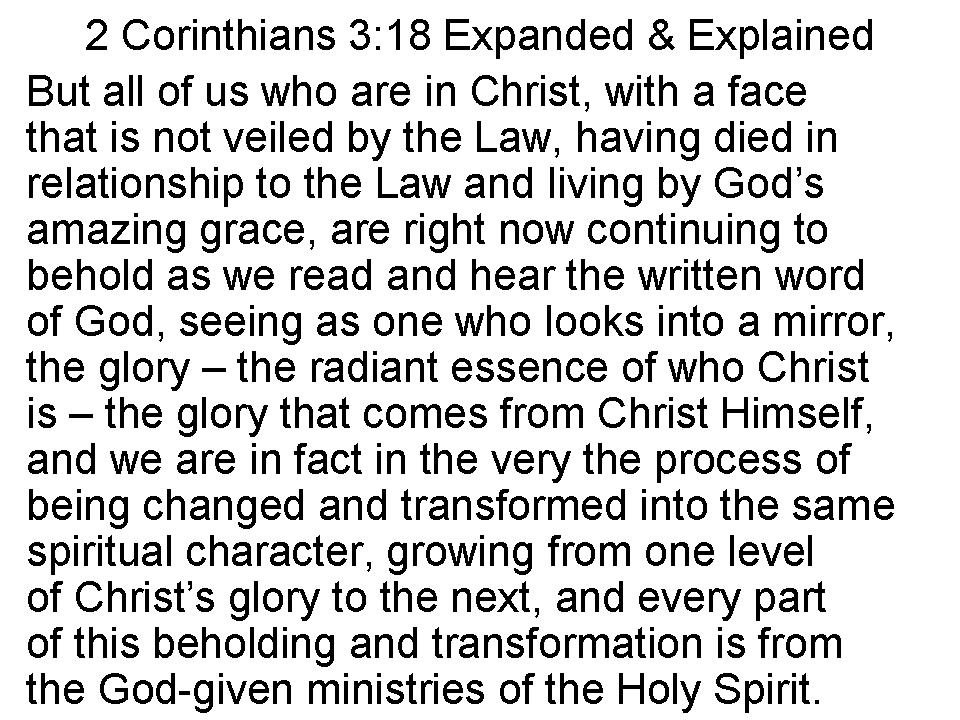 2 Corinthians 3:18 Expanded & Explained
But all of us who are in Christ, with a face
that is not veiled by the Law, having died in
relationship to the Law and living by God’s
amazing grace, are right now continuing to
behold as we read and hear the written word
of God, seeing as one who looks into a mirror,
the glory – the radiant essence of who Christ
is – the glory that comes from Christ Himself,
and we are in fact in the very the process of
being changed and transformed into the same
spiritual character, growing from one level
of Christ’s glory to the next, and every part
of this beholding and transformation is from
the God-given ministries of the Holy Spirit.